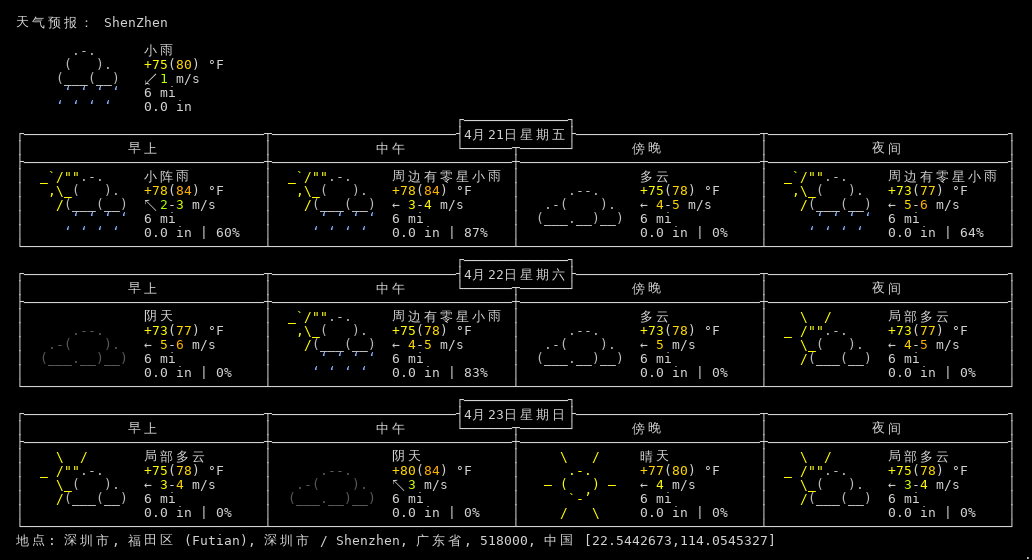 天气预报： ShenZhen
小雨
+75(80) °F
↙ 1 m/s
6 mi
0.0 in
4月21日星期五
早上 中午 傍晚 夜间
小阵雨 周边有零星小雨 多云 周边有零星小雨
+78(84) °F +78(84) °F +75(78) °F +73(77) °F
↖ 2-3 m/s ← 3-4 m/s ← 4-5 m/s ← 5-6 m/s
6 mi 6 mi 6 mi 6 mi
0.0 in | 60% 0.0 in | 87% 0.0 in | 0% 0.0 in | 64%
4月22日星期六
早上 中午 傍晚 夜间
阴天 周边有零星小雨 多云 局部多云
+73(77) °F +75(78) °F +73(78) °F +73(77) °F
← 5-6 m/s ← 4-5 m/s ← 5 m/s ← 4-5 m/s
6 mi 6 mi 6 mi 6 mi
0.0 in | 0% 0.0 in | 83% 0.0 in | 0% 0.0 in | 0%
4月23日星期日
早上 中午 傍晚 夜间
局部多云 阴天 晴天 局部多云
+75(78) °F +80(84) °F +77(80) °F +75(78) °F
← 3-4 m/s ↖ 3 m/s ← 4 m/s ← 3-4 m/s
6 mi 6 mi 6 mi 6 mi
0.0 in | 0% 0.0 in | 0% 0.0 in | 0% 0.0 in | 0%
地点: 深圳市, 福田区 (Futian), 深圳市 / Shenzhen, 广东省, 518000, 中国 [22.5442673,114.0545327]